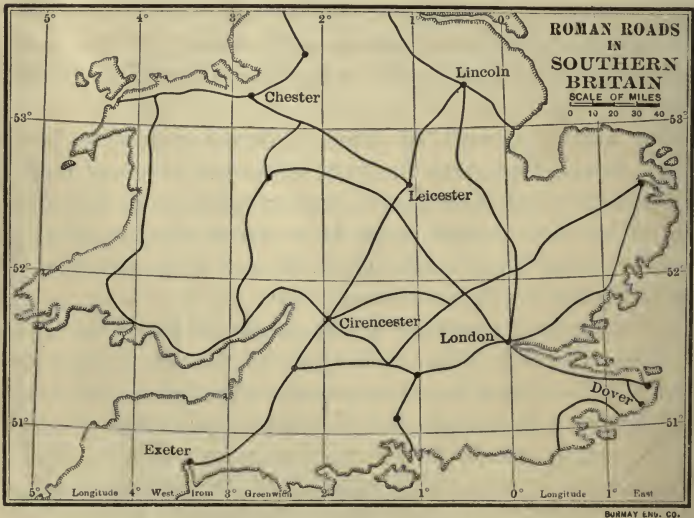 5° 4° 2° 1° 0°
ROMAN ROADS
IN
SOUTHERN
BRITAIN
SCALE OF MILES
0 10 20 30 40
Lincoln
Chester
53° 53°
Leicester
52° 52°
Cirencester
London
Dover
51° 51°
Exeter
5° 4° 3° 2° 1° 0° 1°
Longitude West from Greenwich Longitude East
BORMAY ENG. CO.